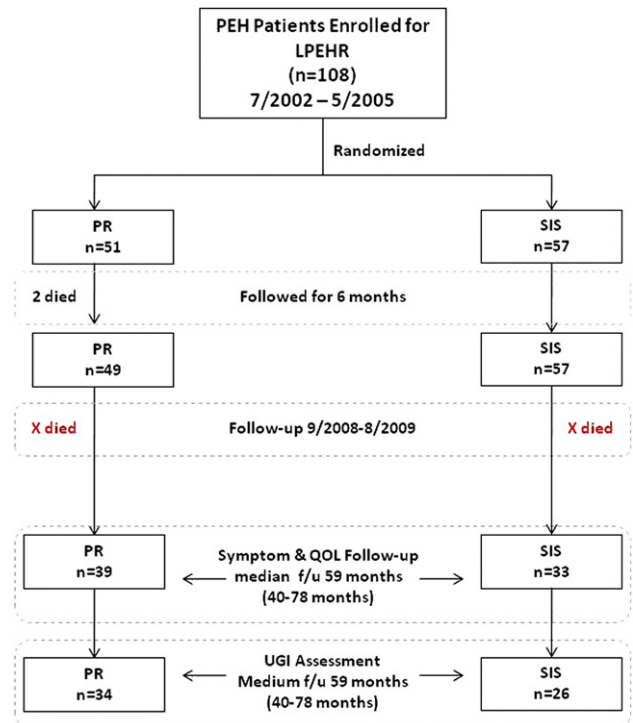 PEH Patients Enrolled for
LPEHR
(n=108)
7/2002 – 5/2005
Randomized
PR
n=51
SIS
n=57
2 died
Followed for 6 months
PR
n=49
SIS
n=57
X died
Follow-up 9/2008-8/2009
X died
PR
n=39
Symptom & QOL Follow-up
median f/u 59 months
(40-78 months)
SIS
n=33
PR
n=34
UGI Assessment
Medium f/u 59 months
(40-78 months)
SIS
n=26